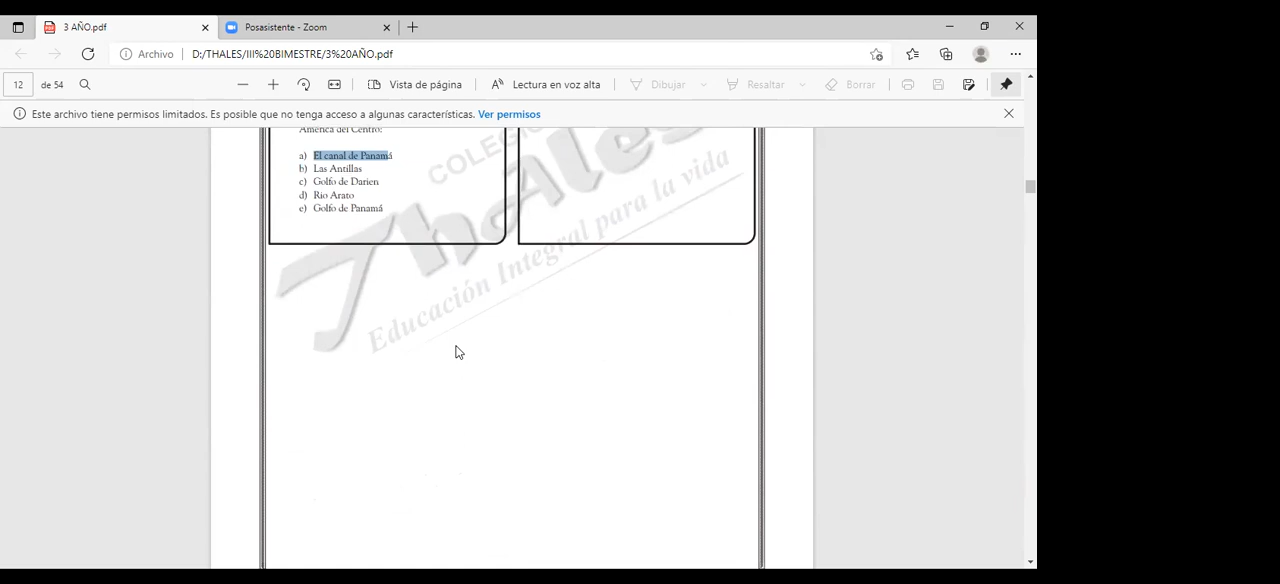 3 AÑO.pdf
Posasistente - Zoom
Archivo
D:/THALES/III%20BIMESTRE/3%20AÑO.pdf
12 de 54
Vista de página
Lectura en voz alta
Dibujar
Resaltar
Borrar
Este archivo tiene permisos limitados. Es posible que no tenga acceso a algunas características. Ver permisos
América del Centro:
a) El canal de Panamá
b) Las Antillas
c) Golfo de Darien
d) Rio Arato
e) Golfo de Panamá
COLEGIO
Thales
Educación Integral para la vida